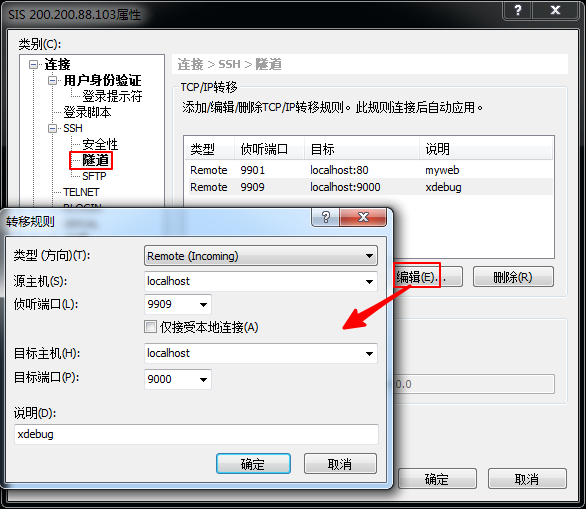 SIS 200.200.88.103属性
类别(C):
连接
用户身份验证
登录提示符
登录脚本
SSH
安全性
隧道
SFTP
TELNET
连接 > SSH > 隧道
TCP/IP转移
添加/编辑/删除TCP/IP转移规则。此规则连接后自动应用。
类型 侦听端口 目标 说明
Remote 9901 localhost:80 myweb
Remote 9909 localhost:9000 xdebug
编辑(E)... 删除(R)
转移规则
类型 (方向)(T): Remote (Incoming)
源主机(S): localhost
侦听端口(L): 9909
仅接受本地连接(A)
目标主机(H): localhost
目标端口(P): 9000
说明(D):
xdebug
确定 取消
0.0
确定 取消